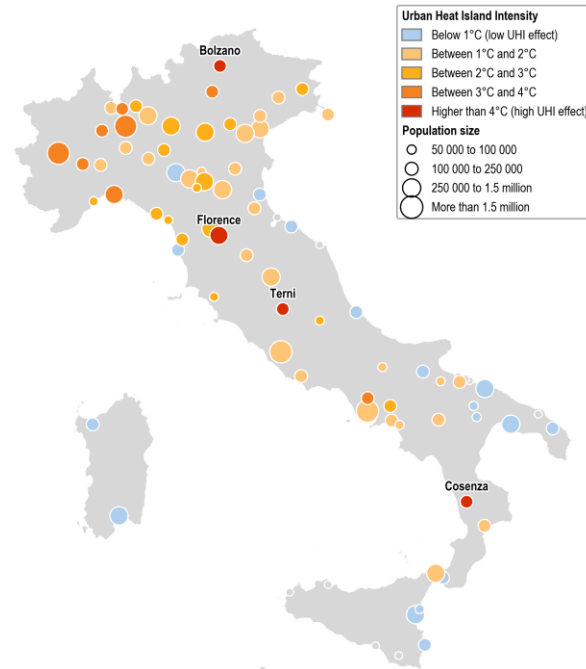 Urban Heat Island Intensity
Below 1°C (low UHI effect)
Between 1°C and 2°C
Between 2°C and 3°C
Between 3°C and 4°C
Higher than 4°C (high UHI effect)
Population size
50 000 to 100 000
100 000 to 250 000
250 000 to 1.5 million
More than 1.5 million
Bolzano
Florence
Terni
Cosenza